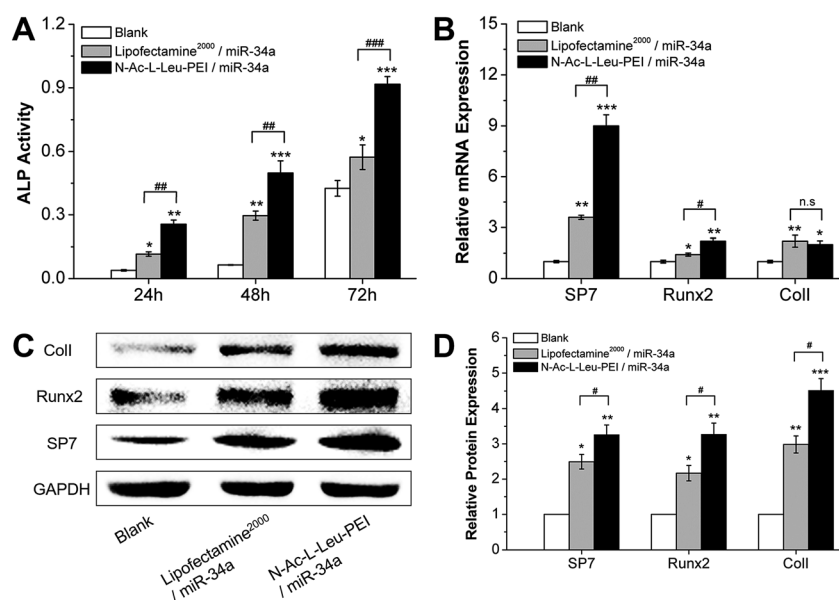 A
Blank
Lipofectamine2000 / miR-34a
N-Ac-L-Leu-PEI / miR-34a
ALP Activity
1.2
0.9
0.6
0.3
0.0
* ** ##
** *** ##
* *** ###
24h 48h 72h
B
Blank
Lipofectamine2000 / miR-34a
N-Ac-L-Leu-PEI / miR-34a
Relative mRNA Expression
15
12
9
6
3
0
** *** ##
* ** #
** * n.s
SP7 Runx2 ColI
C
ColI
Runx2
SP7
GAPDH
Blank
Lipofectamine2000
/ miR-34a
N-Ac-L-Leu-PEI
/ miR-34a
D
Blank
Lipofectamine2000 / miR-34a
N-Ac-L-Leu-PEI / miR-34a
Relative Protein Expression
6
5
4
3
2
1
0
* ** #
* ** #
** *** #
SP7 Runx2 ColI